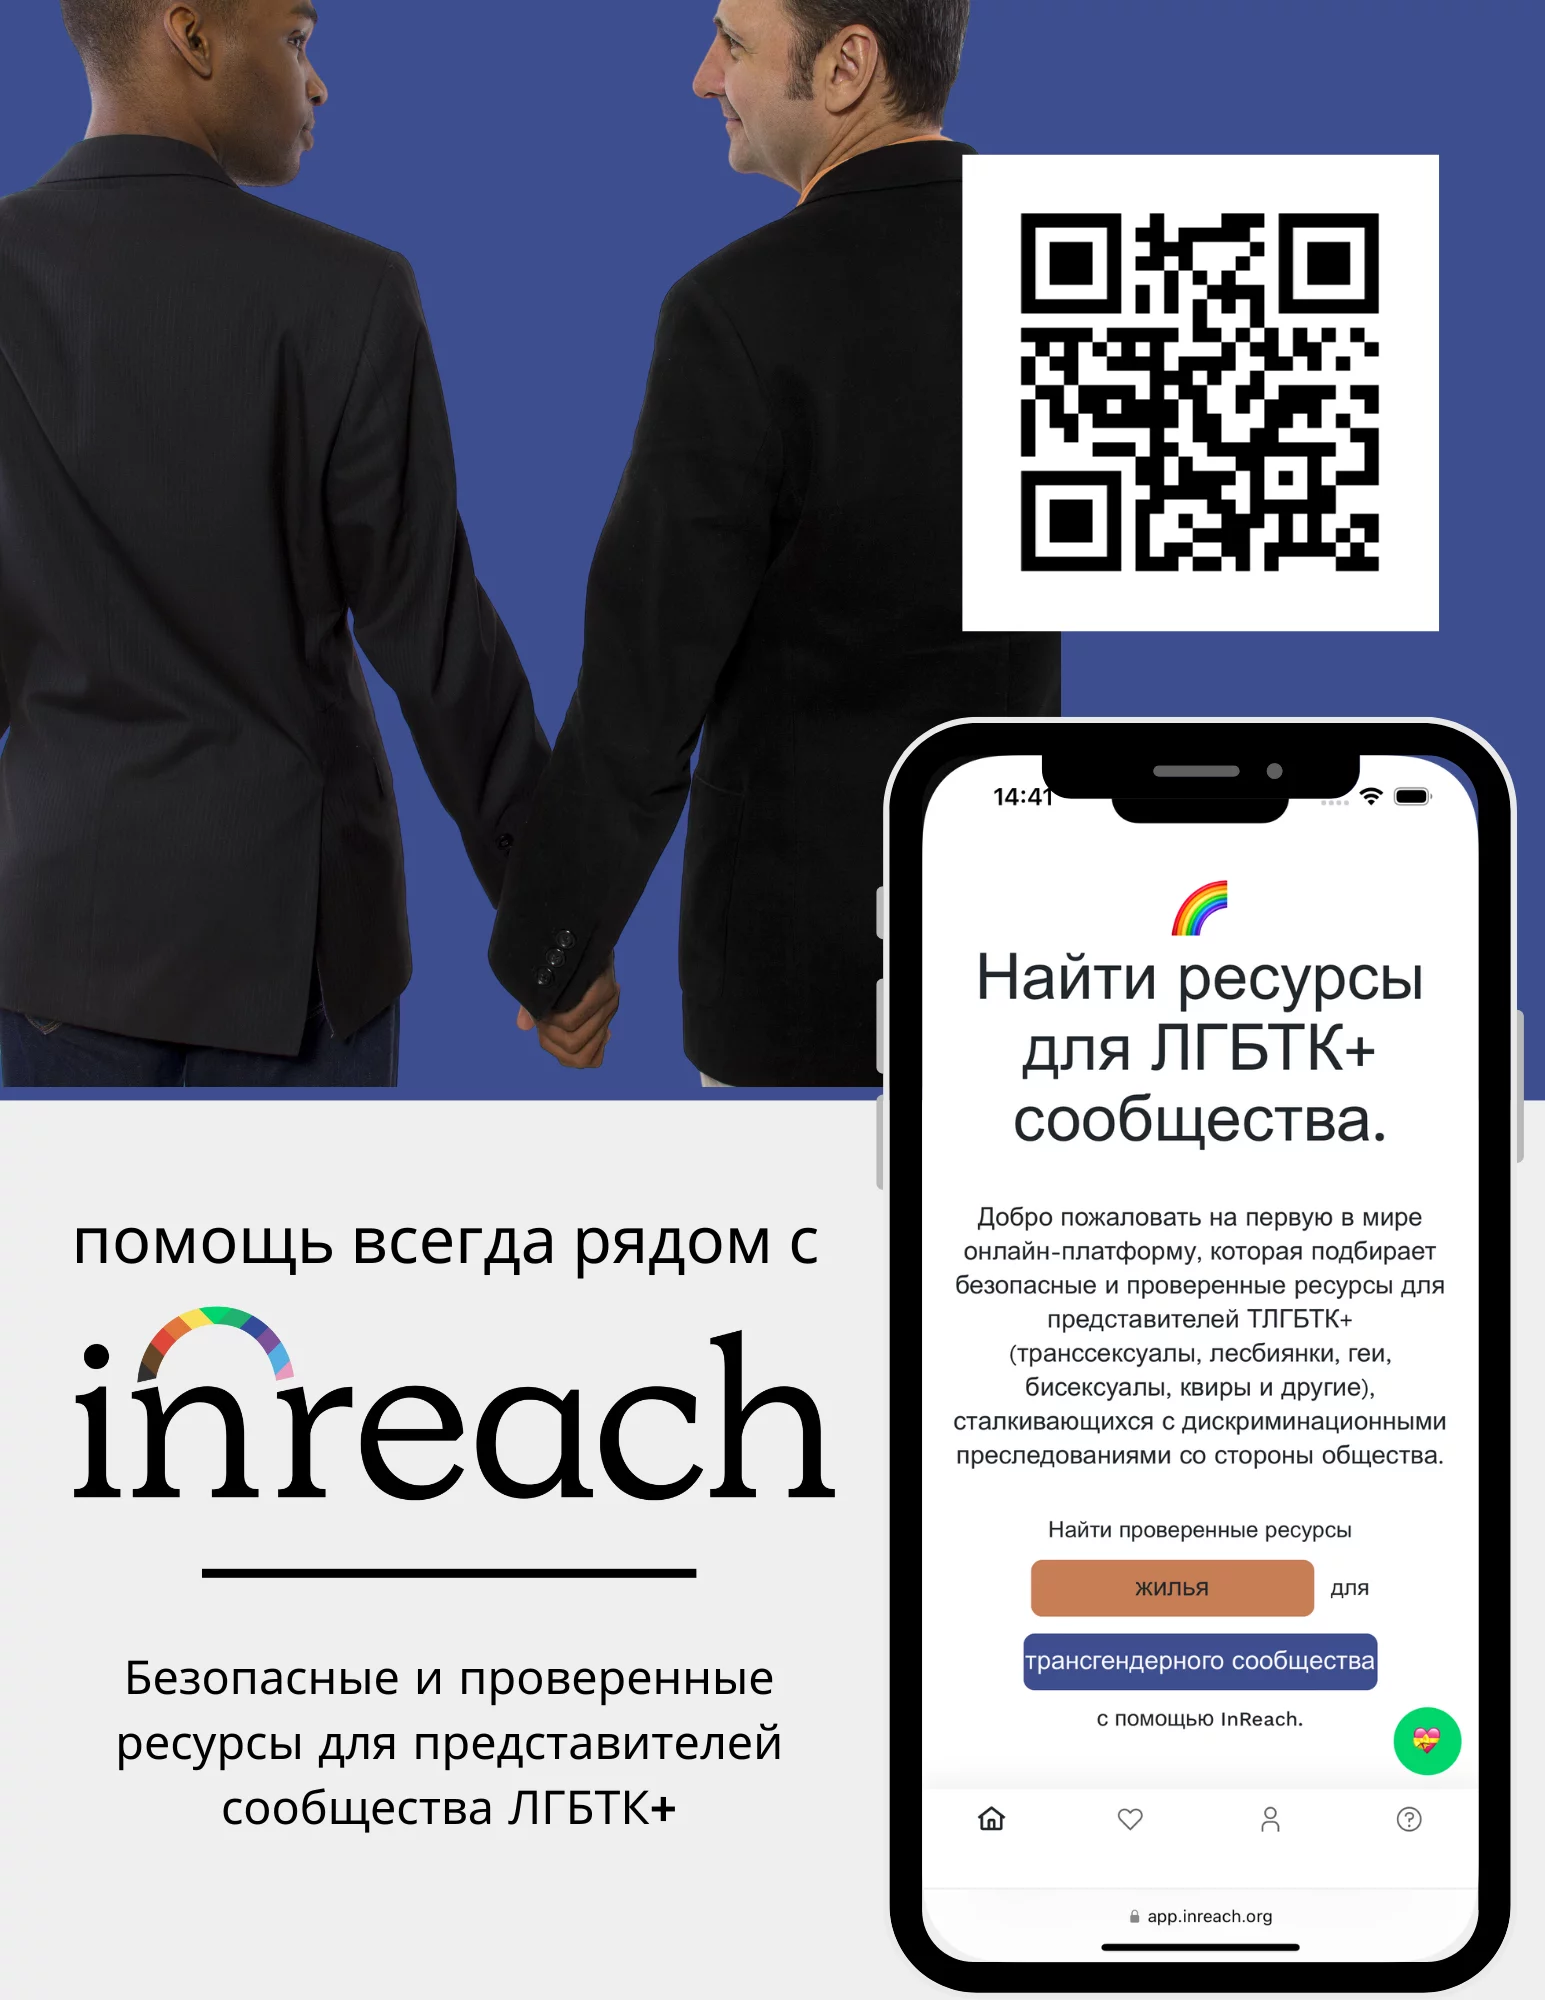 помощь всегда рядом с
inreach
Безопасные и проверенные
ресурсы для представителей
сообщества ЛГБТК+
14:41
Найти ресурсы
для ЛГБТК+
сообщества.
Добро пожаловать на первую в мире
онлайн-платформу, которая подбирает
безопасные и проверенные ресурсы для
представителей ТЛГБТК+
(транссексуалы, лесбиянки, геи,
бисексуалы, квиры и другие),
сталкивающихся с дискриминационными
преследованиями со стороны общества.
Найти проверенные ресурсы
жилья для
трансгендерного сообщества
с помощью InReach.
app.inreach.org